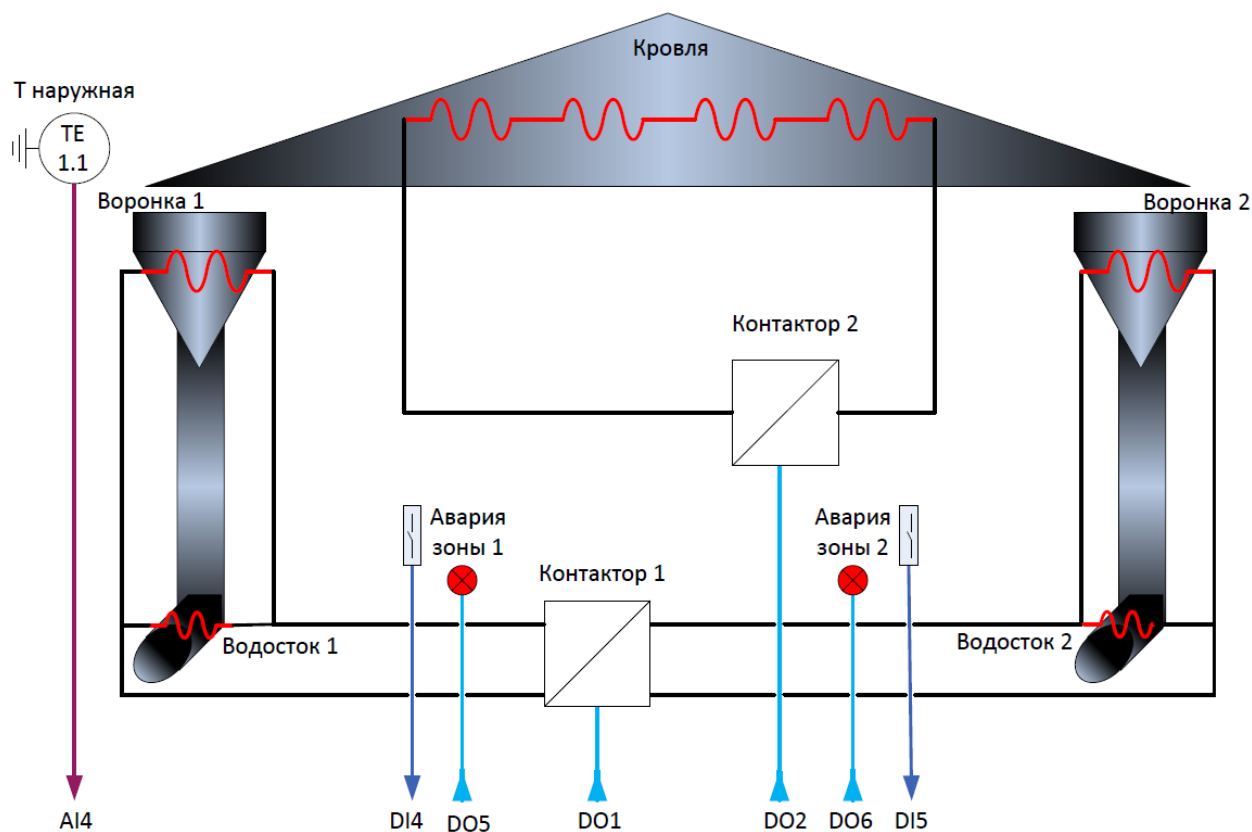 Кровля
Т наружная
TE
1.1
Воронка 1
Воронка 2
Контактор 2
Авария
зоны 1
Авария
зоны 2
Контактор 1
Водосток 1
Водосток 2
AI4
DI4
DO5
DO1
DO2
DO6
DI5